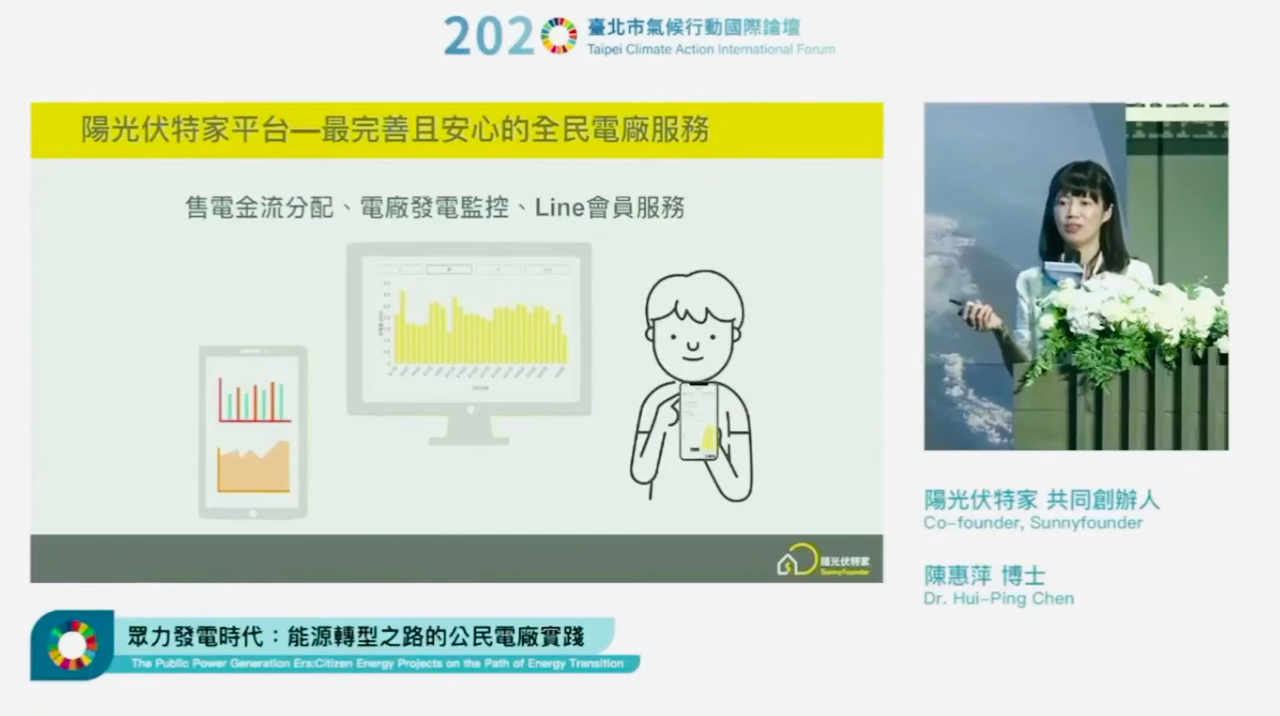 2020 臺北市氣候行動國際論壇
Taipei Climate Action International Forum
陽光伏特家平台—最完善且安心的全民電廠服務
售電金流分配、電廠發電監控、Line會員服務
陽光伏特家
Sunnyfounder
陽光伏特家 共同創辦人
Co-founder, Sunnyfounder
陳惠萍 博士
Dr. Hui-Ping Chen
眾力發電時代：能源轉型之路的公民電廠實踐
The Public Power Generation Era:Citizen Energy Projects on the Path of Energy Transition